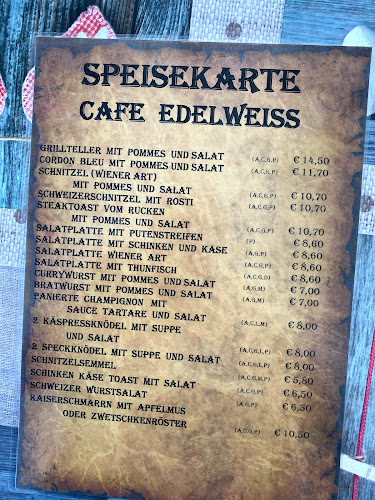 SPEISEKARTE
CAFE EDELWEISS
GRILLTELLER MIT POMMES UND SALAT (A,C,G,P) € 14,50
CORDON BLEU MIT POMMES UND SALAT (A,C,G,P) € 11,70
SCHNITZEL (WIENER ART)
MIT POMMES UND SALAT (A,C,G,P) € 10,70
SCHWEIZERSCHNITZEL MIT ROSTI (A,C,G,P) € 10,70
STEAKTOAST VOM RUCKEN
MIT POMMES UND SALAT (A,C,G,P) € 10,70
SALATPLATTE MIT PUTENSTREIFEN (P) € 8,60
SALATPLATTE MIT SCHINKEN UND KÄSE (A,G,P) € 8,60
SALATPLATTE WIENER ART (A,C,G,P) € 8,60
SALATPLATTE MIT THUNFISCH € 8,60
CURRYWURST MIT POMMES UND SALAT (A,G,M) € 7,00
BRATWURST MIT POMMES UND SALAT (A,G,M) € 7,00
PANIERTE CHAMPIGNON MIT
SAUCE TARTARE UND SALAT (A,C,L,M) € 8,00
2 KÄSPRESSKNÖDEL MIT SUPPE
UND SALAT (A,C,G,L,P) € 8,00
2 SPECKKNÖDEL MIT SUPPE UND SALAT (A,C,G,L,P) € 8,00
SCHNITZELSEMMEL (A,C,G,M,P) € 5,80
SCHINKEN KÄSE TOAST MIT SALAT (A,C,G,P) € 6,50
SCHWEIZER WURSTSALAT (A,G,P) € 6,50
KAISERSCHMARRN MIT APFELMUS
ODER ZWETSCHKENRÖSTER (A,C,G,P) € 10,50